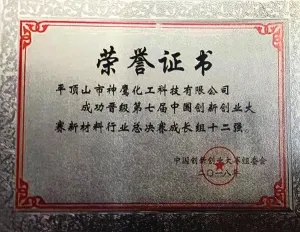 荣誉证书
平顶山市神鹰化工科技有限公司
成功晋级第七届中国创新创业大
赛新材料行业总决赛成长组十二强
中国创新创业大赛组委会
二〇一八年